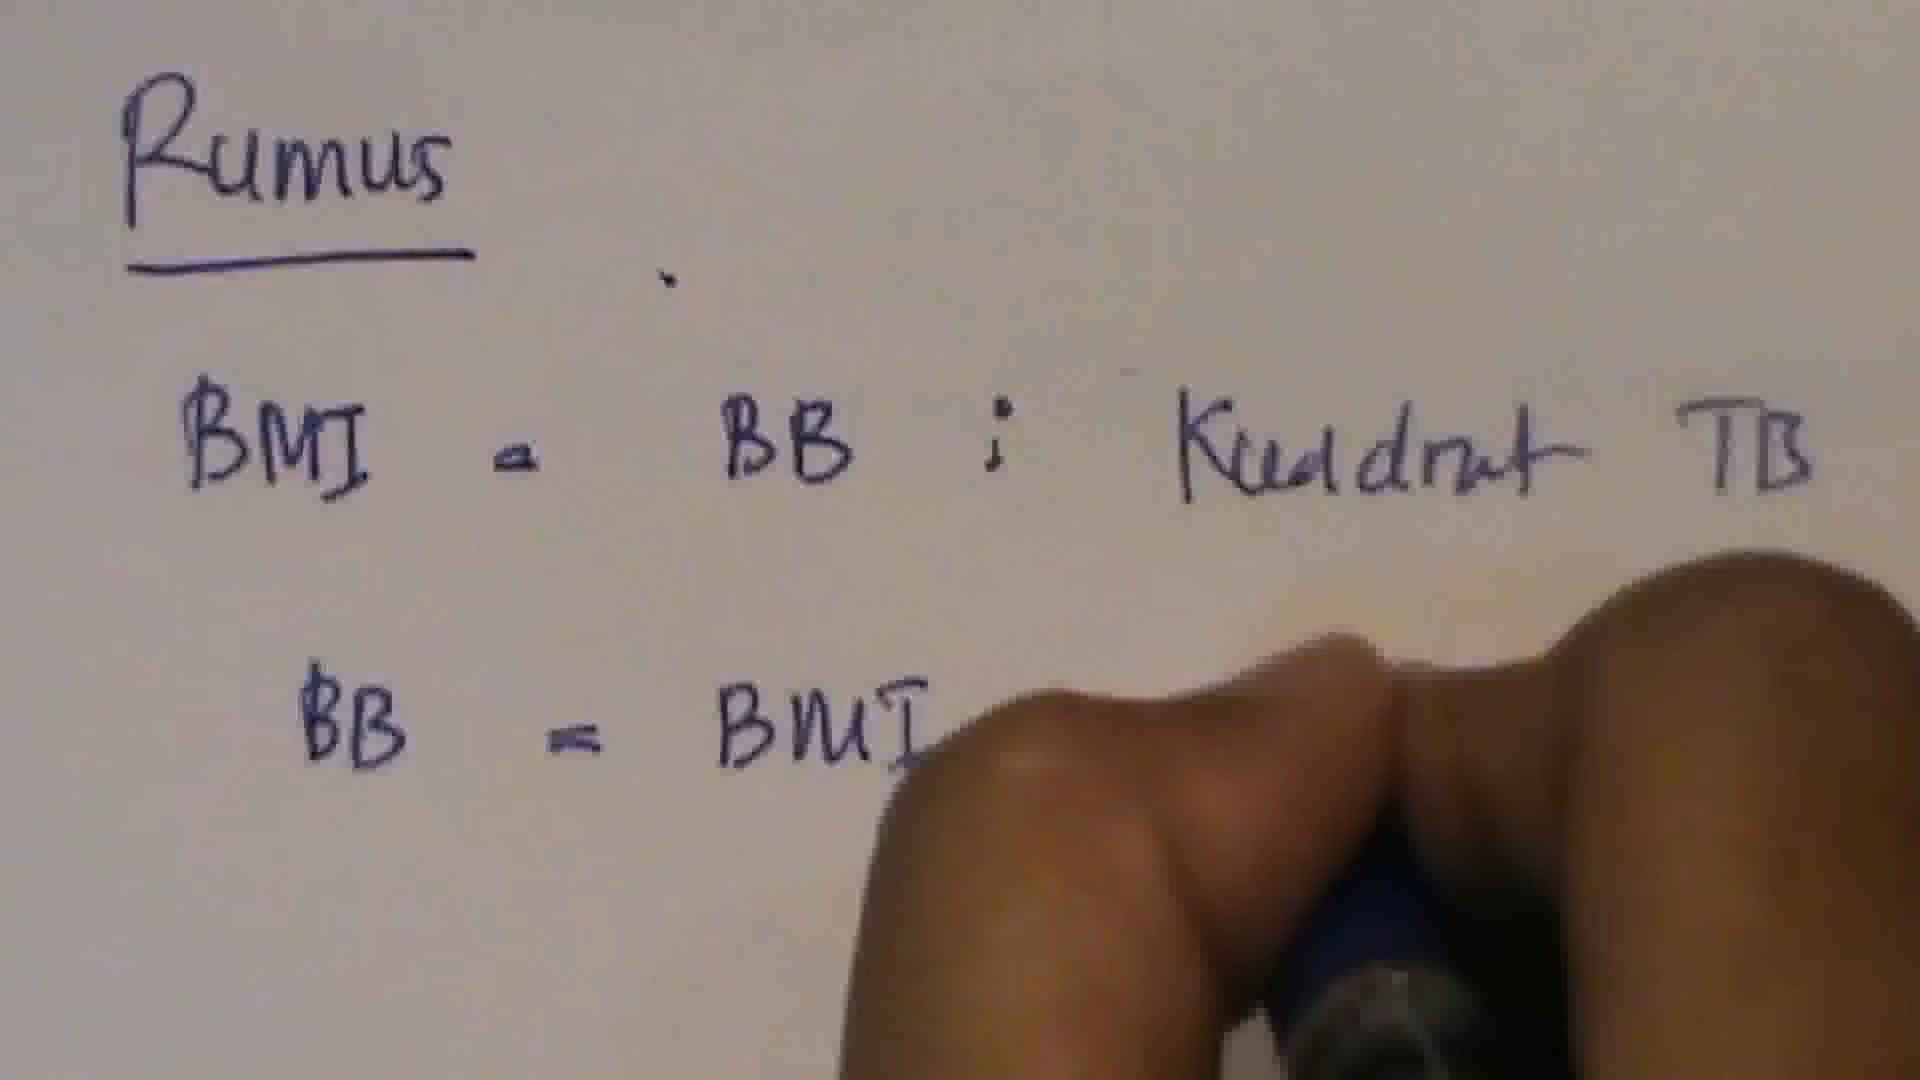 Rumus
BMI = BB : Kuadrat TB
BB = BMI